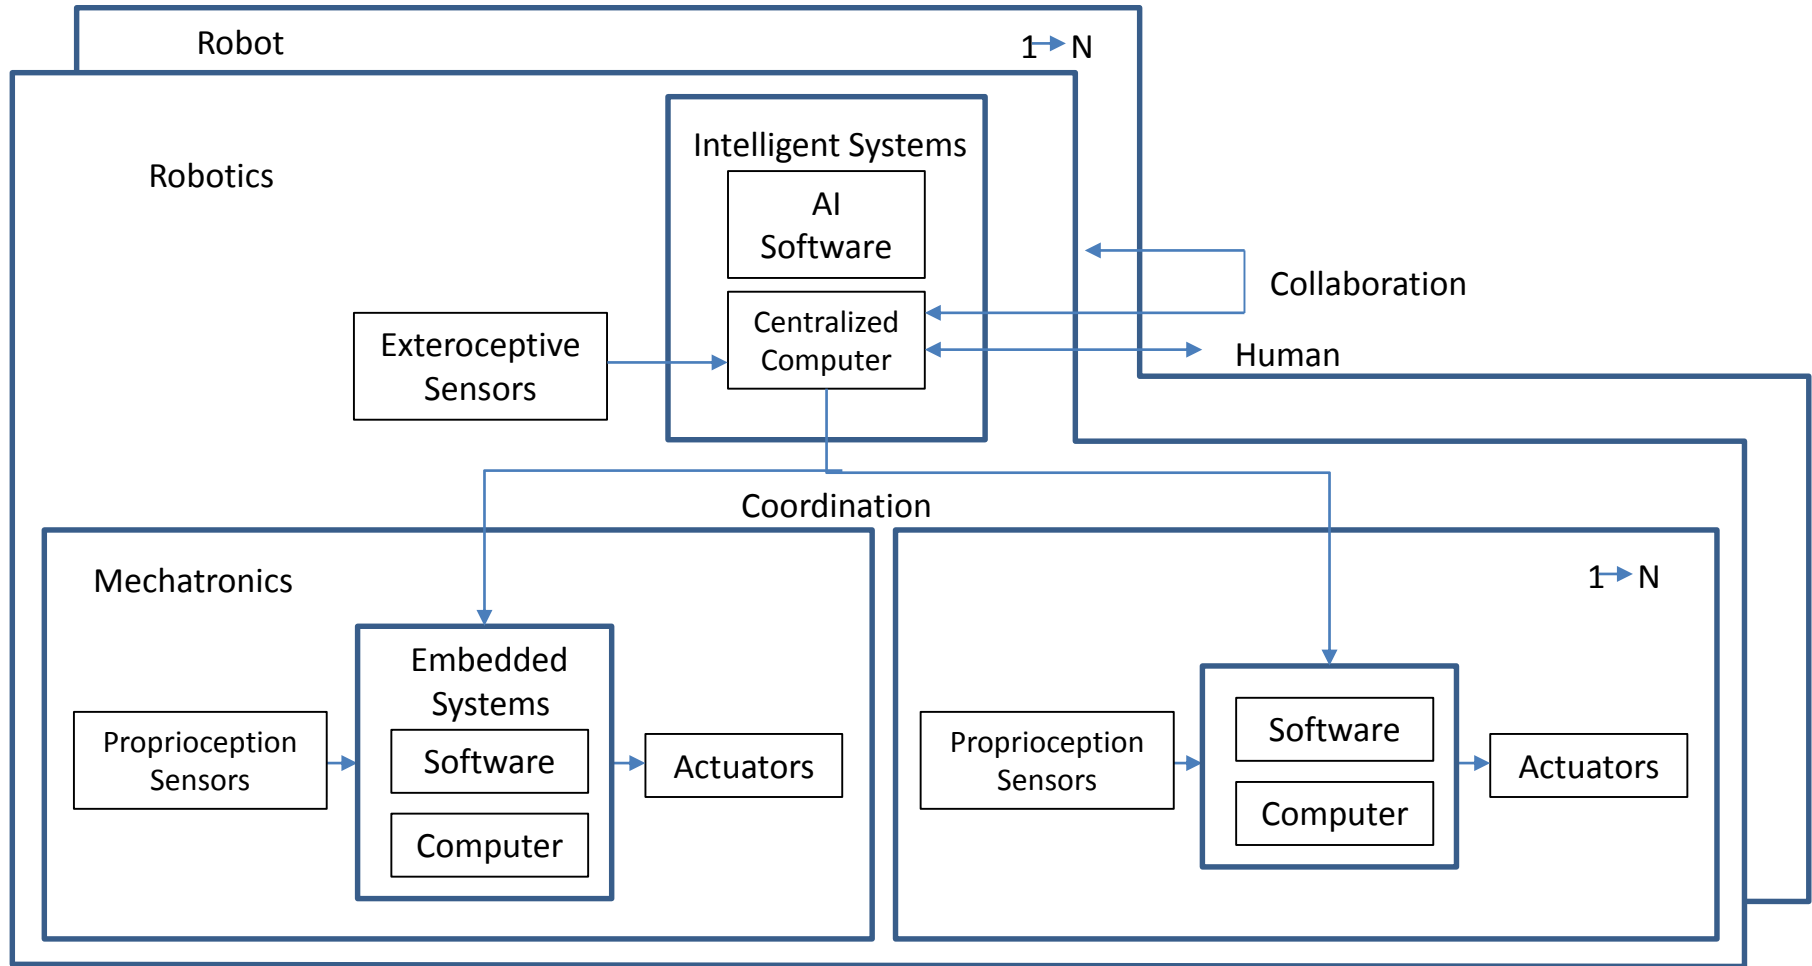 Robot
1 N
Robotics
Intelligent Systems
AI
Software
Centralized
Computer
Exteroceptive
Sensors
Collaboration
Human
Coordination
Mechatronics
Embedded
Systems
Software
Computer
Proprioception
Sensors
Actuators
1 N
Proprioception
Sensors
Software
Computer
Actuators